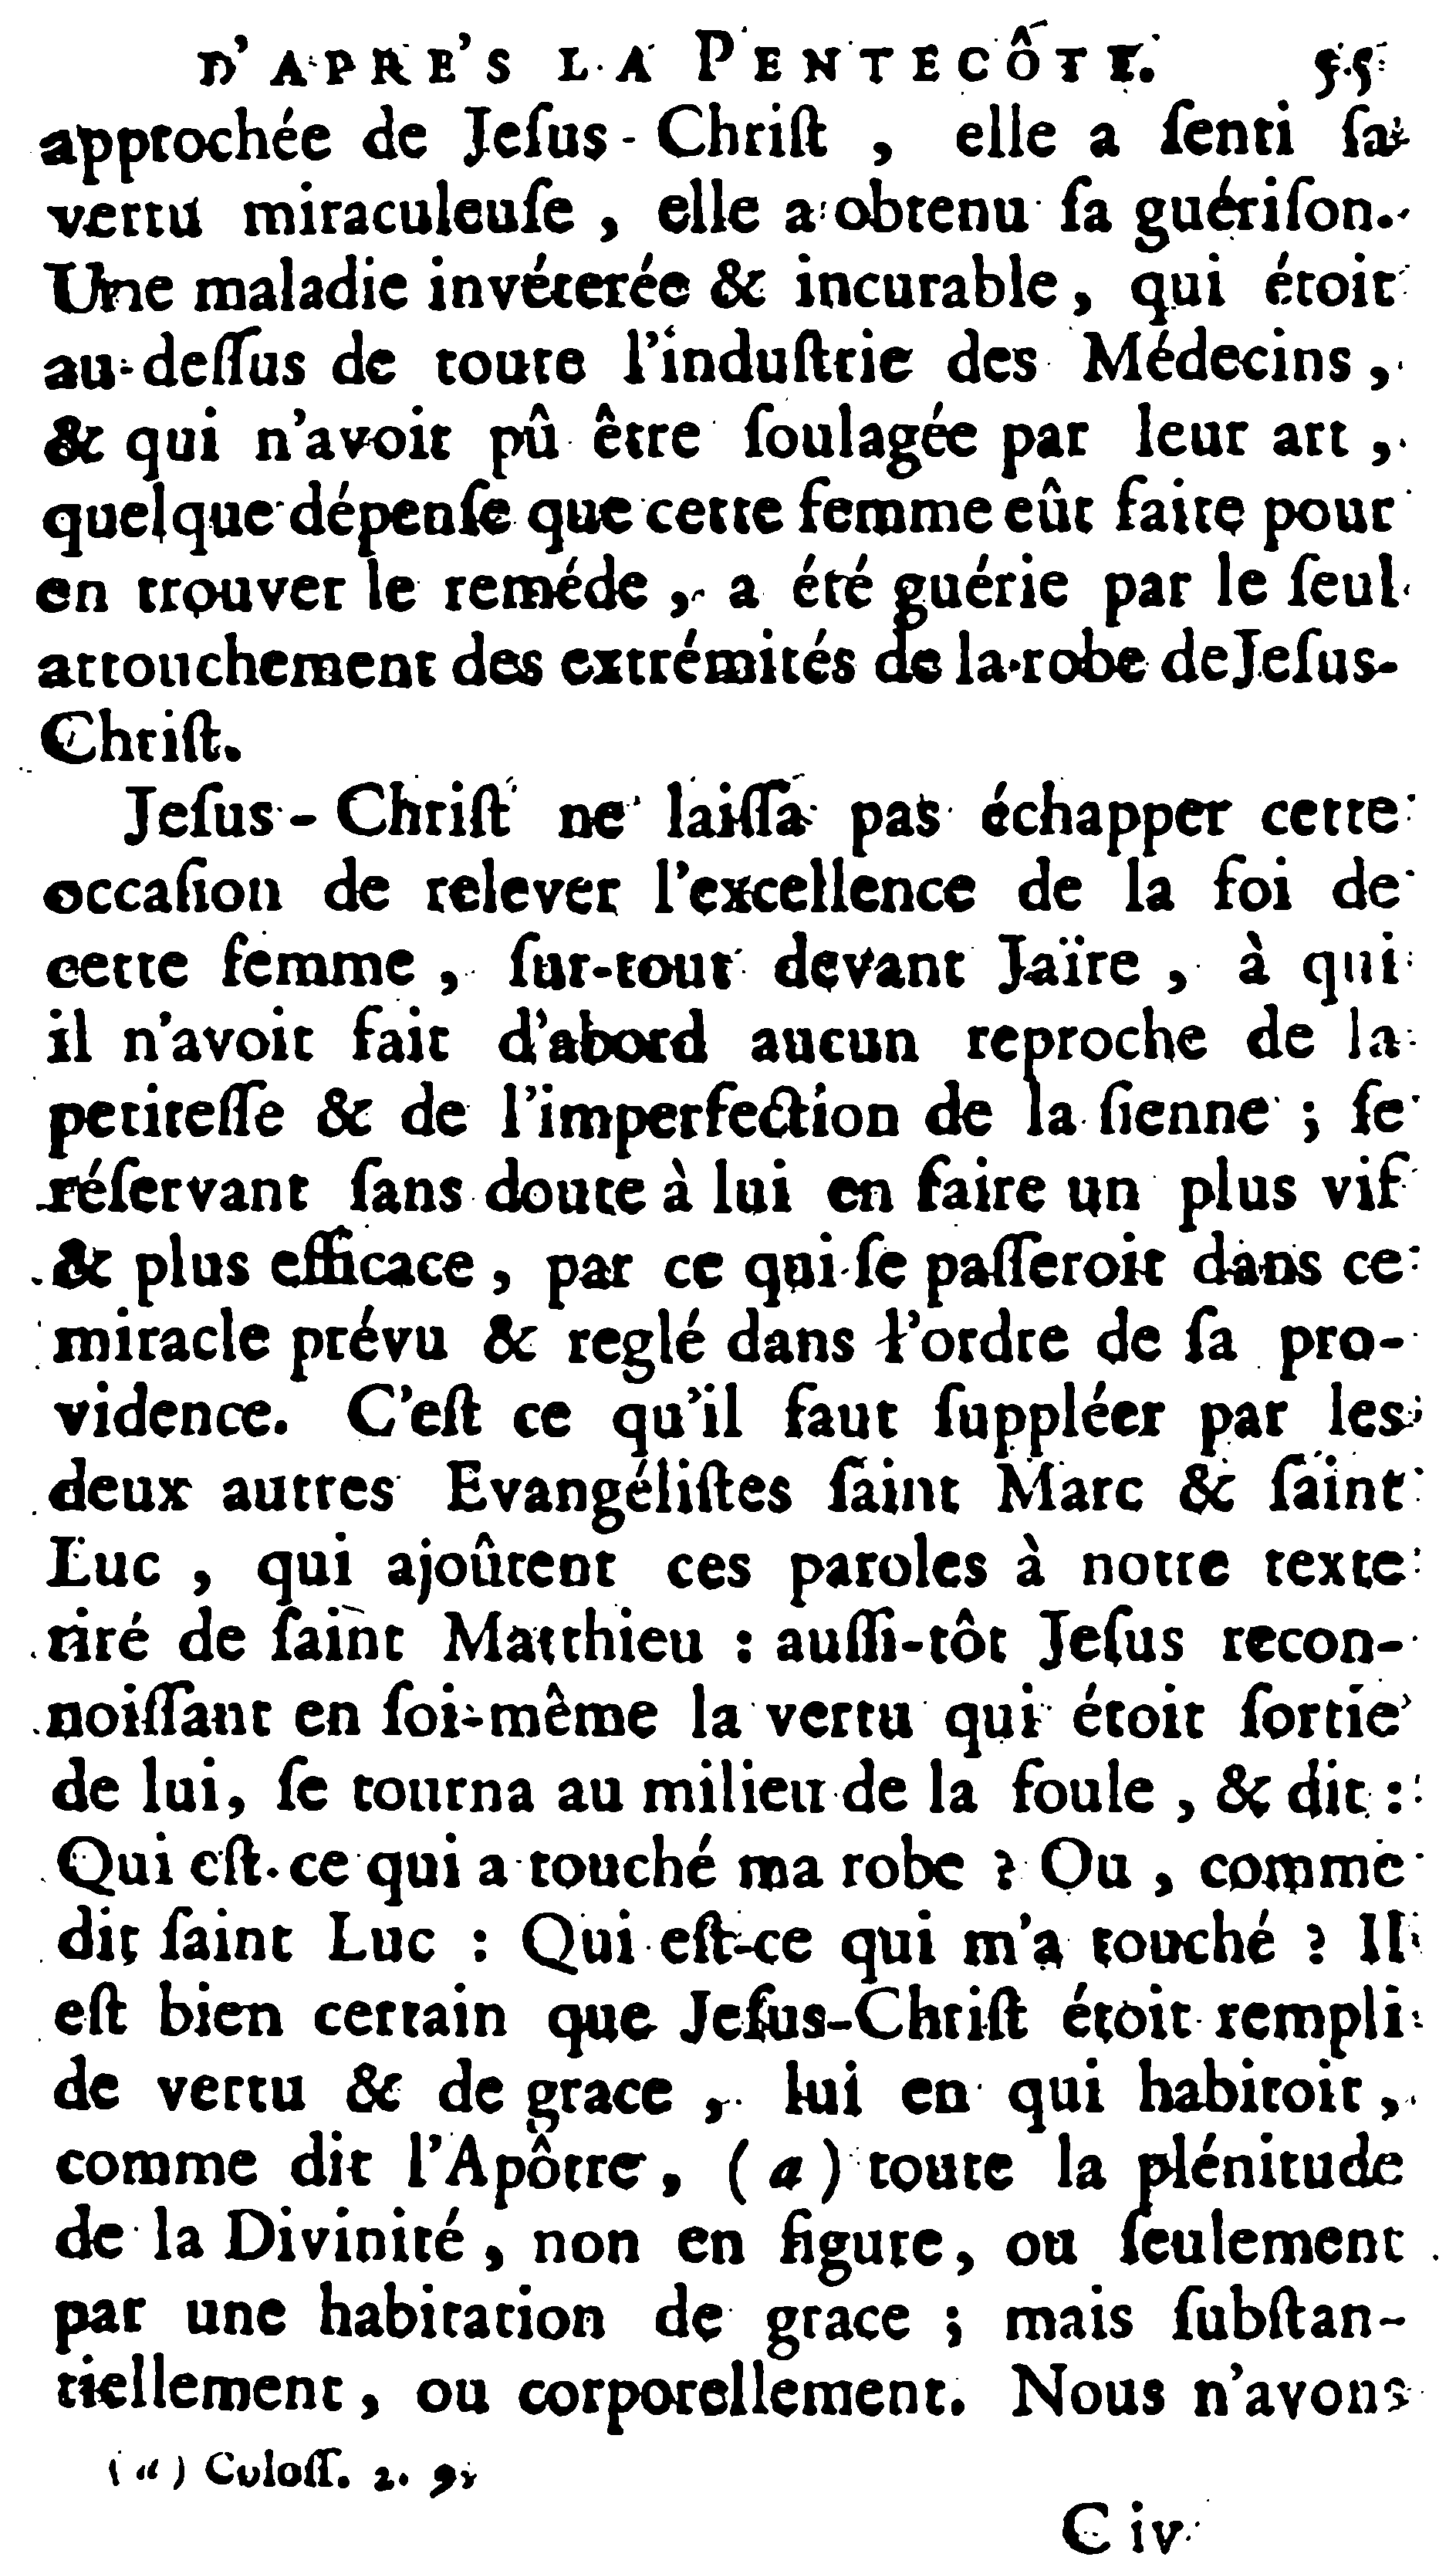 D'APRE'S LA PENTECÔTE. 55
approchée de Jeſus-Chriſt, elle a ſenti ſa
vertu miraculeuſe, elle a obtenu ſa guériſon.
Une maladie invéterée & incurable, qui étoit
au-deſſus de toute l'induſtrie des Médecins,
& qui n'avoit pû être ſoulagée par leur art,
quelque dépenſe que cette femme eût faite pour
en trouver le reméde, a été guérie par le ſeul
attouchement des extrémités de la robe de Jeſus-
Chriſt.
Jeſus-Chriſt ne laiſſa pas échapper cette
occaſion de relever l'excellence de la foi de
cette femme, ſur-tout devant Jaïre, à qui
il n'avoit fait d'abord aucun reproche de la
petiteſſe & de l'imperfection de la ſienne; ſe
réſervant ſans doute à lui en faire un plus vif
& plus efficace, par ce qui ſe paſſeroit dans ce
miracle prévu & reglé dans l'ordre de ſa pro-
vidence. C'eſt ce qu'il faut ſuppléer par les
deux autres Evangéliſtes ſaint Marc & ſaint
Luc, qui ajoûtent ces paroles à notre texte
tiré de ſaint Matthieu : auſſi-tôt Jeſus recon-
noiſſant en ſoi-même la vertu qui étoit ſortie
de lui, ſe tourna au milieu de la foule, & dit :
Qui eſt-ce qui a touché ma robe ? Ou, comme
dit ſaint Luc : Qui eſt-ce qui m'a touché ? Il
eſt bien certain que Jeſus-Chriſt étoit rempli
de vertu & de grace, lui en qui habitoit,
comme dit l'Apôtre, (a) toute la plénitude
de la Divinité, non en figure, ou ſeulement
par une habitation de grace; mais ſubſtan-
tiellement, ou corporellement. Nous n'avons
(a) Coloſſ. 2. 9.
C iv